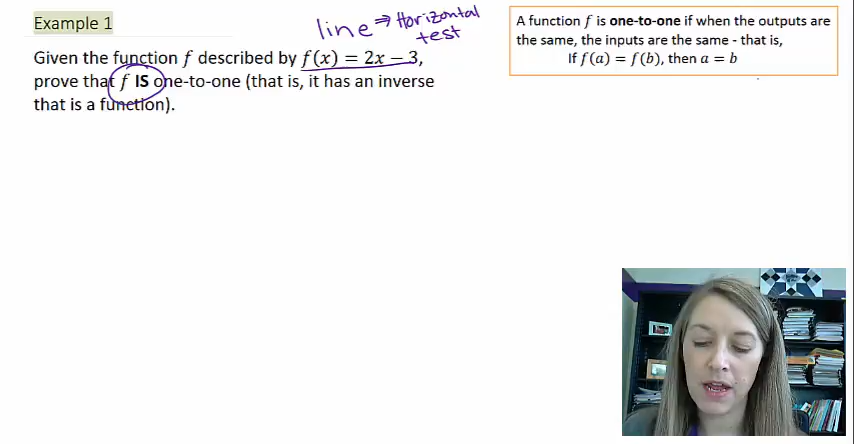 Example 1
line ⇒ Horizontal
test
Given the function f described by f(x) = 2x − 3,
prove that f IS one-to-one (that is, it has an inverse
that is a function).
A function f is one-to-one if when the outputs are
the same, the inputs are the same - that is,
If f(a) = f(b), then a = b